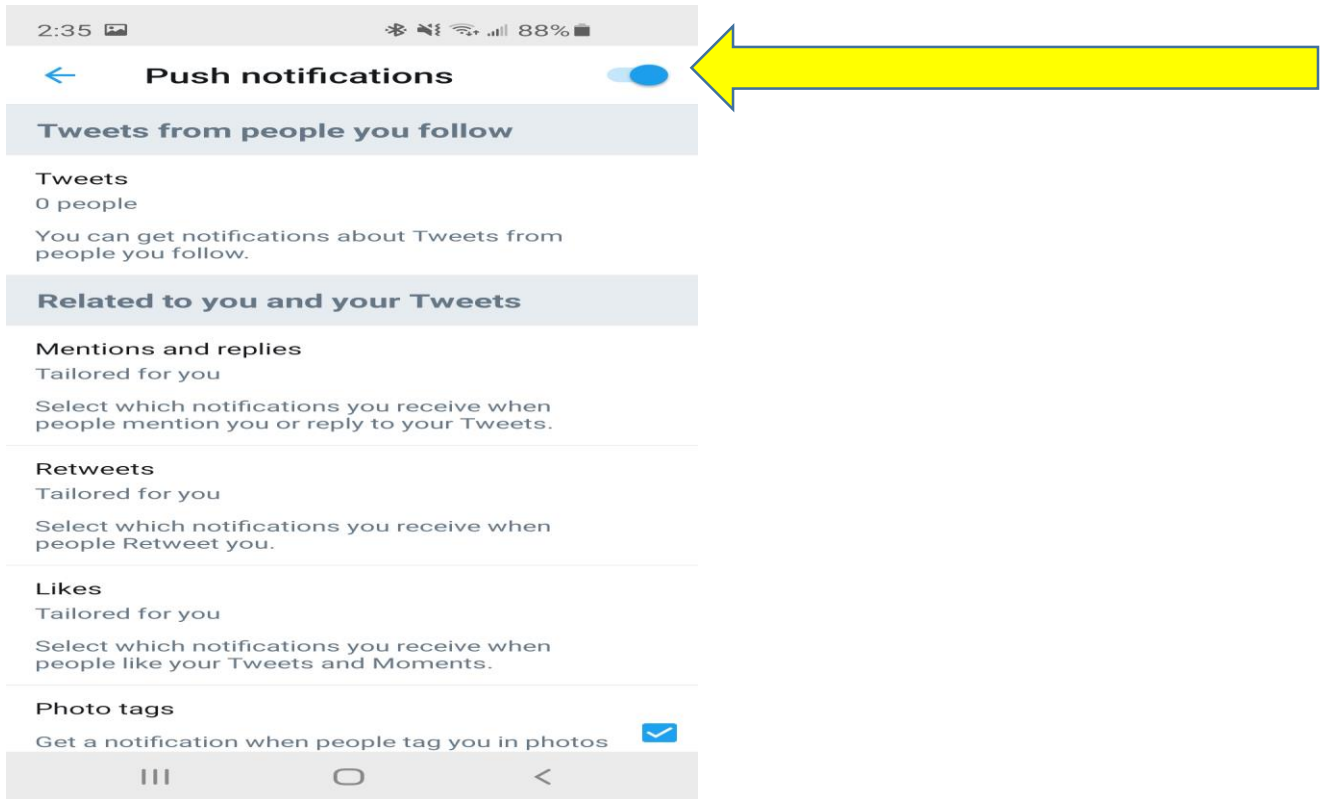 2:35 88%
Push notifications
Tweets from people you follow
Tweets
0 people
You can get notifications about Tweets from
people you follow.
Related to you and your Tweets
Mentions and replies
Tailored for you
Select which notifications you receive when
people mention you or reply to your Tweets.
Retweets
Tailored for you
Select which notifications you receive when
people Retweet you.
Likes
Tailored for you
Select which notifications you receive when
people like your Tweets and Moments.
Photo tags
Get a notification when people tag you in photos